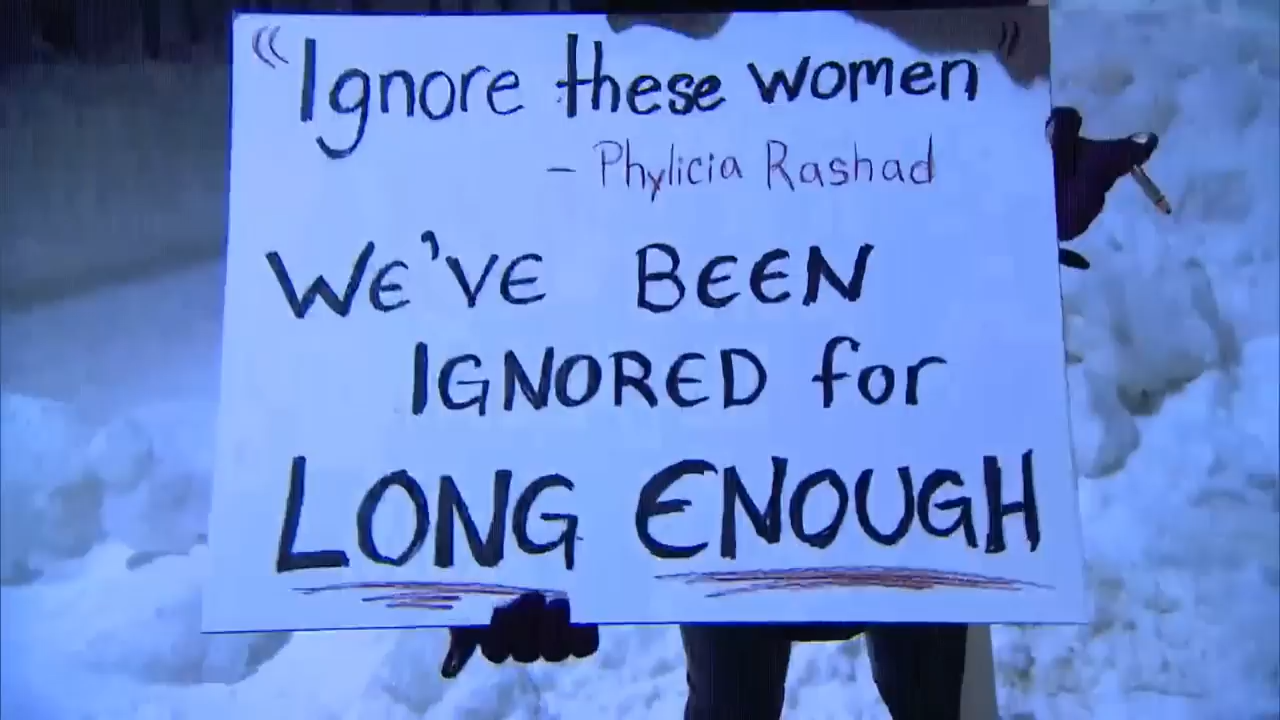 "Ignore these women"
- Phylicia Rashad
WE'VE BEEN
IGNORED for
LONG ENOUGH